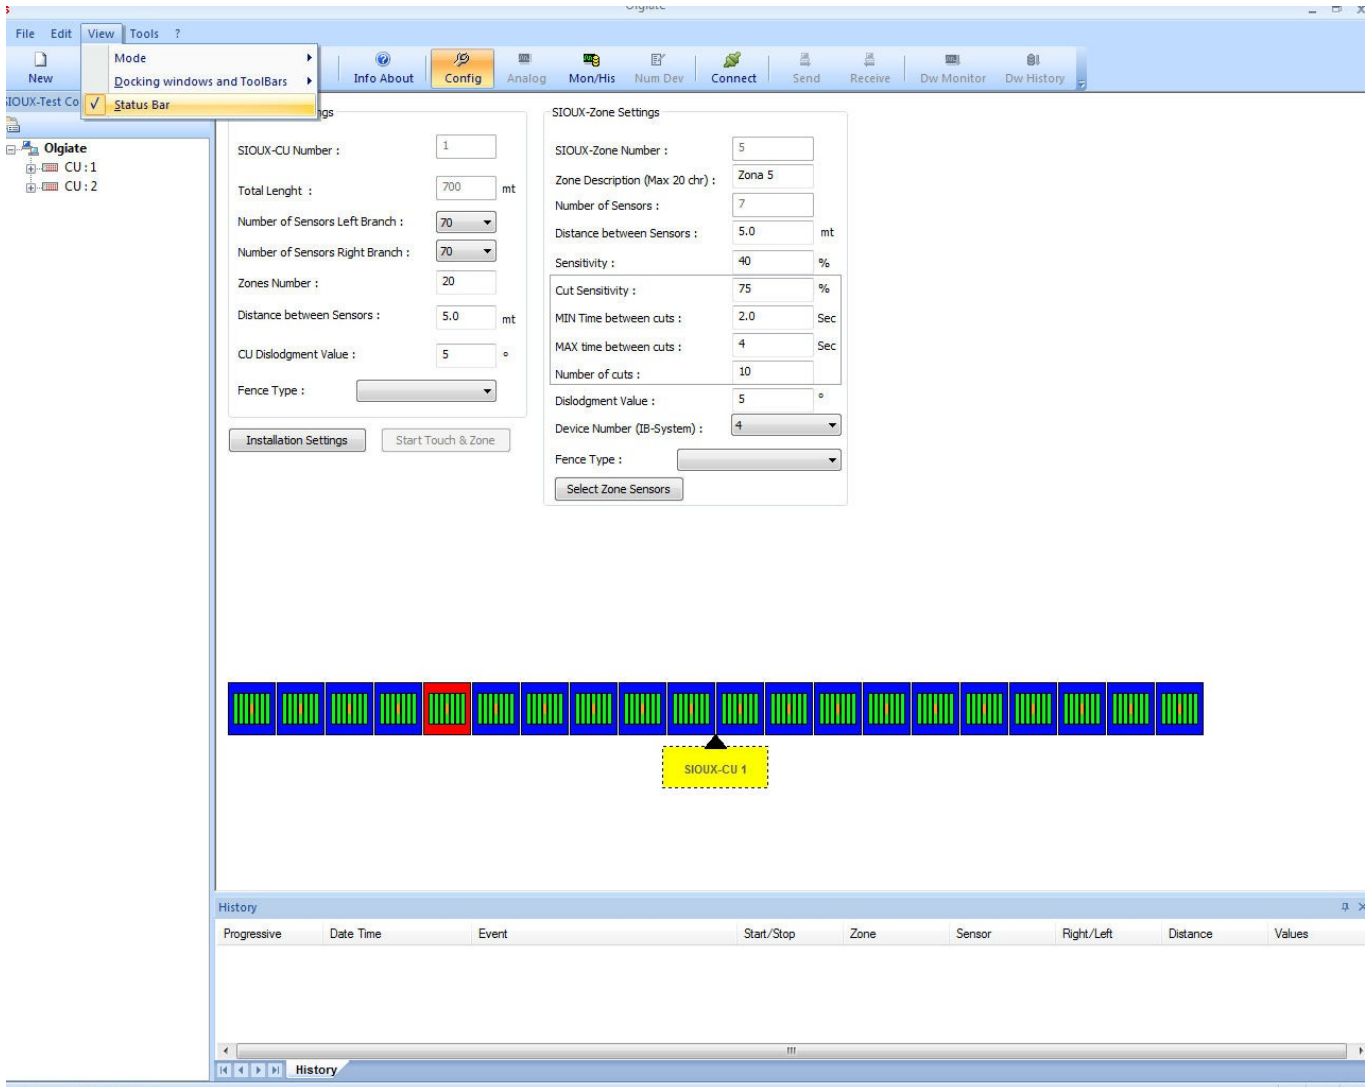 Olgiate
File Edit View Tools ?
Mode
Docking windows and ToolBars
Status Bar
New
Info About
Config
Analog
Mon/His
Num Dev
Connect
Send
Receive
Dw Monitor
Dw History
SIOUX-Test Co
Olgiate
CU : 1
CU : 2
ngs
SIOUX-CU Number : 1
Total Lenght : 700 mt
Number of Sensors Left Branch : 70
Number of Sensors Right Branch : 70
Zones Number : 20
Distance between Sensors : 5.0 mt
CU Dislodgment Value : 5 °
Fence Type :
Installation Settings
Start Touch & Zone
SIOUX-Zone Settings
SIOUX-Zone Number : 5
Zone Description (Max 20 chr) : Zona 5
Number of Sensors : 7
Distance between Sensors : 5.0 mt
Sensitivity : 40 %
Cut Sensitivity : 75 %
MIN Time between cuts : 2.0 Sec
MAX time between cuts : 4 Sec
Number of cuts : 10
Dislodgment Value : 5 °
Device Number (IB-System) : 4
Fence Type :
Select Zone Sensors
SIOUX-CU 1
History
Progressive Date Time Event Start/Stop Zone Sensor Right/Left Distance Values
History